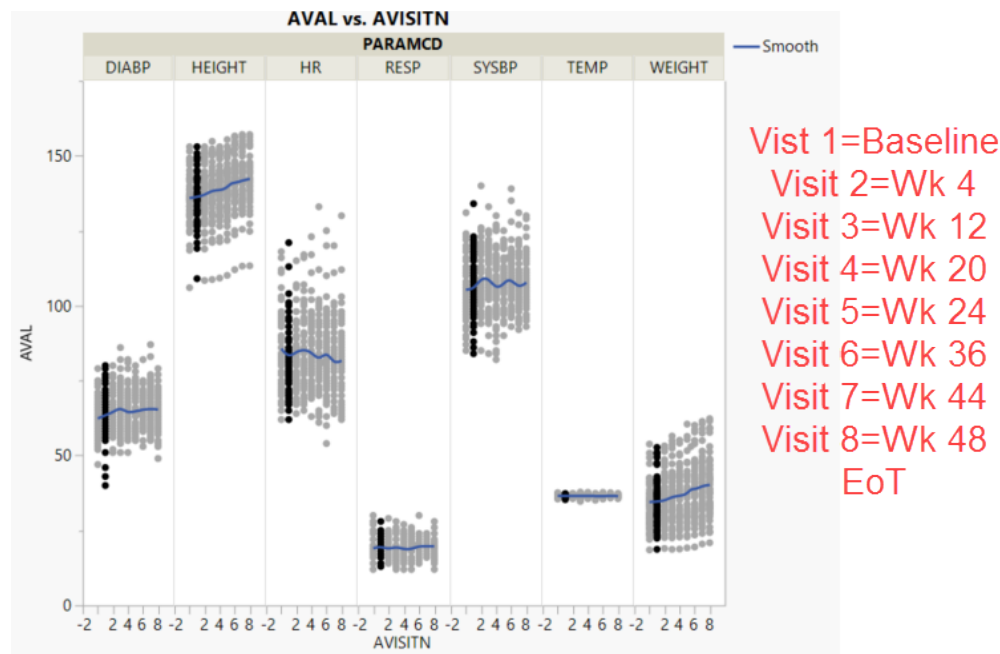 AVAL vs. AVISITN
PARAMCD
DIABP HEIGHT HR RESP SYSBP TEMP WEIGHT
Smooth
150
100
50
0
AVAL
-2 2 4 6 8 -2 2 4 6 8 -2 2 4 6 8 -2 2 4 6 8 -2 2 4 6 8 -2 2 4 6 8 -2 2 4 6 8
AVISITN
Vist 1=Baseline
Visit 2=Wk 4
Visit 3=Wk 12
Visit 4=Wk 20
Visit 5=Wk 24
Visit 6=Wk 36
Visit 7=Wk 44
Visit 8=Wk 48
EoT